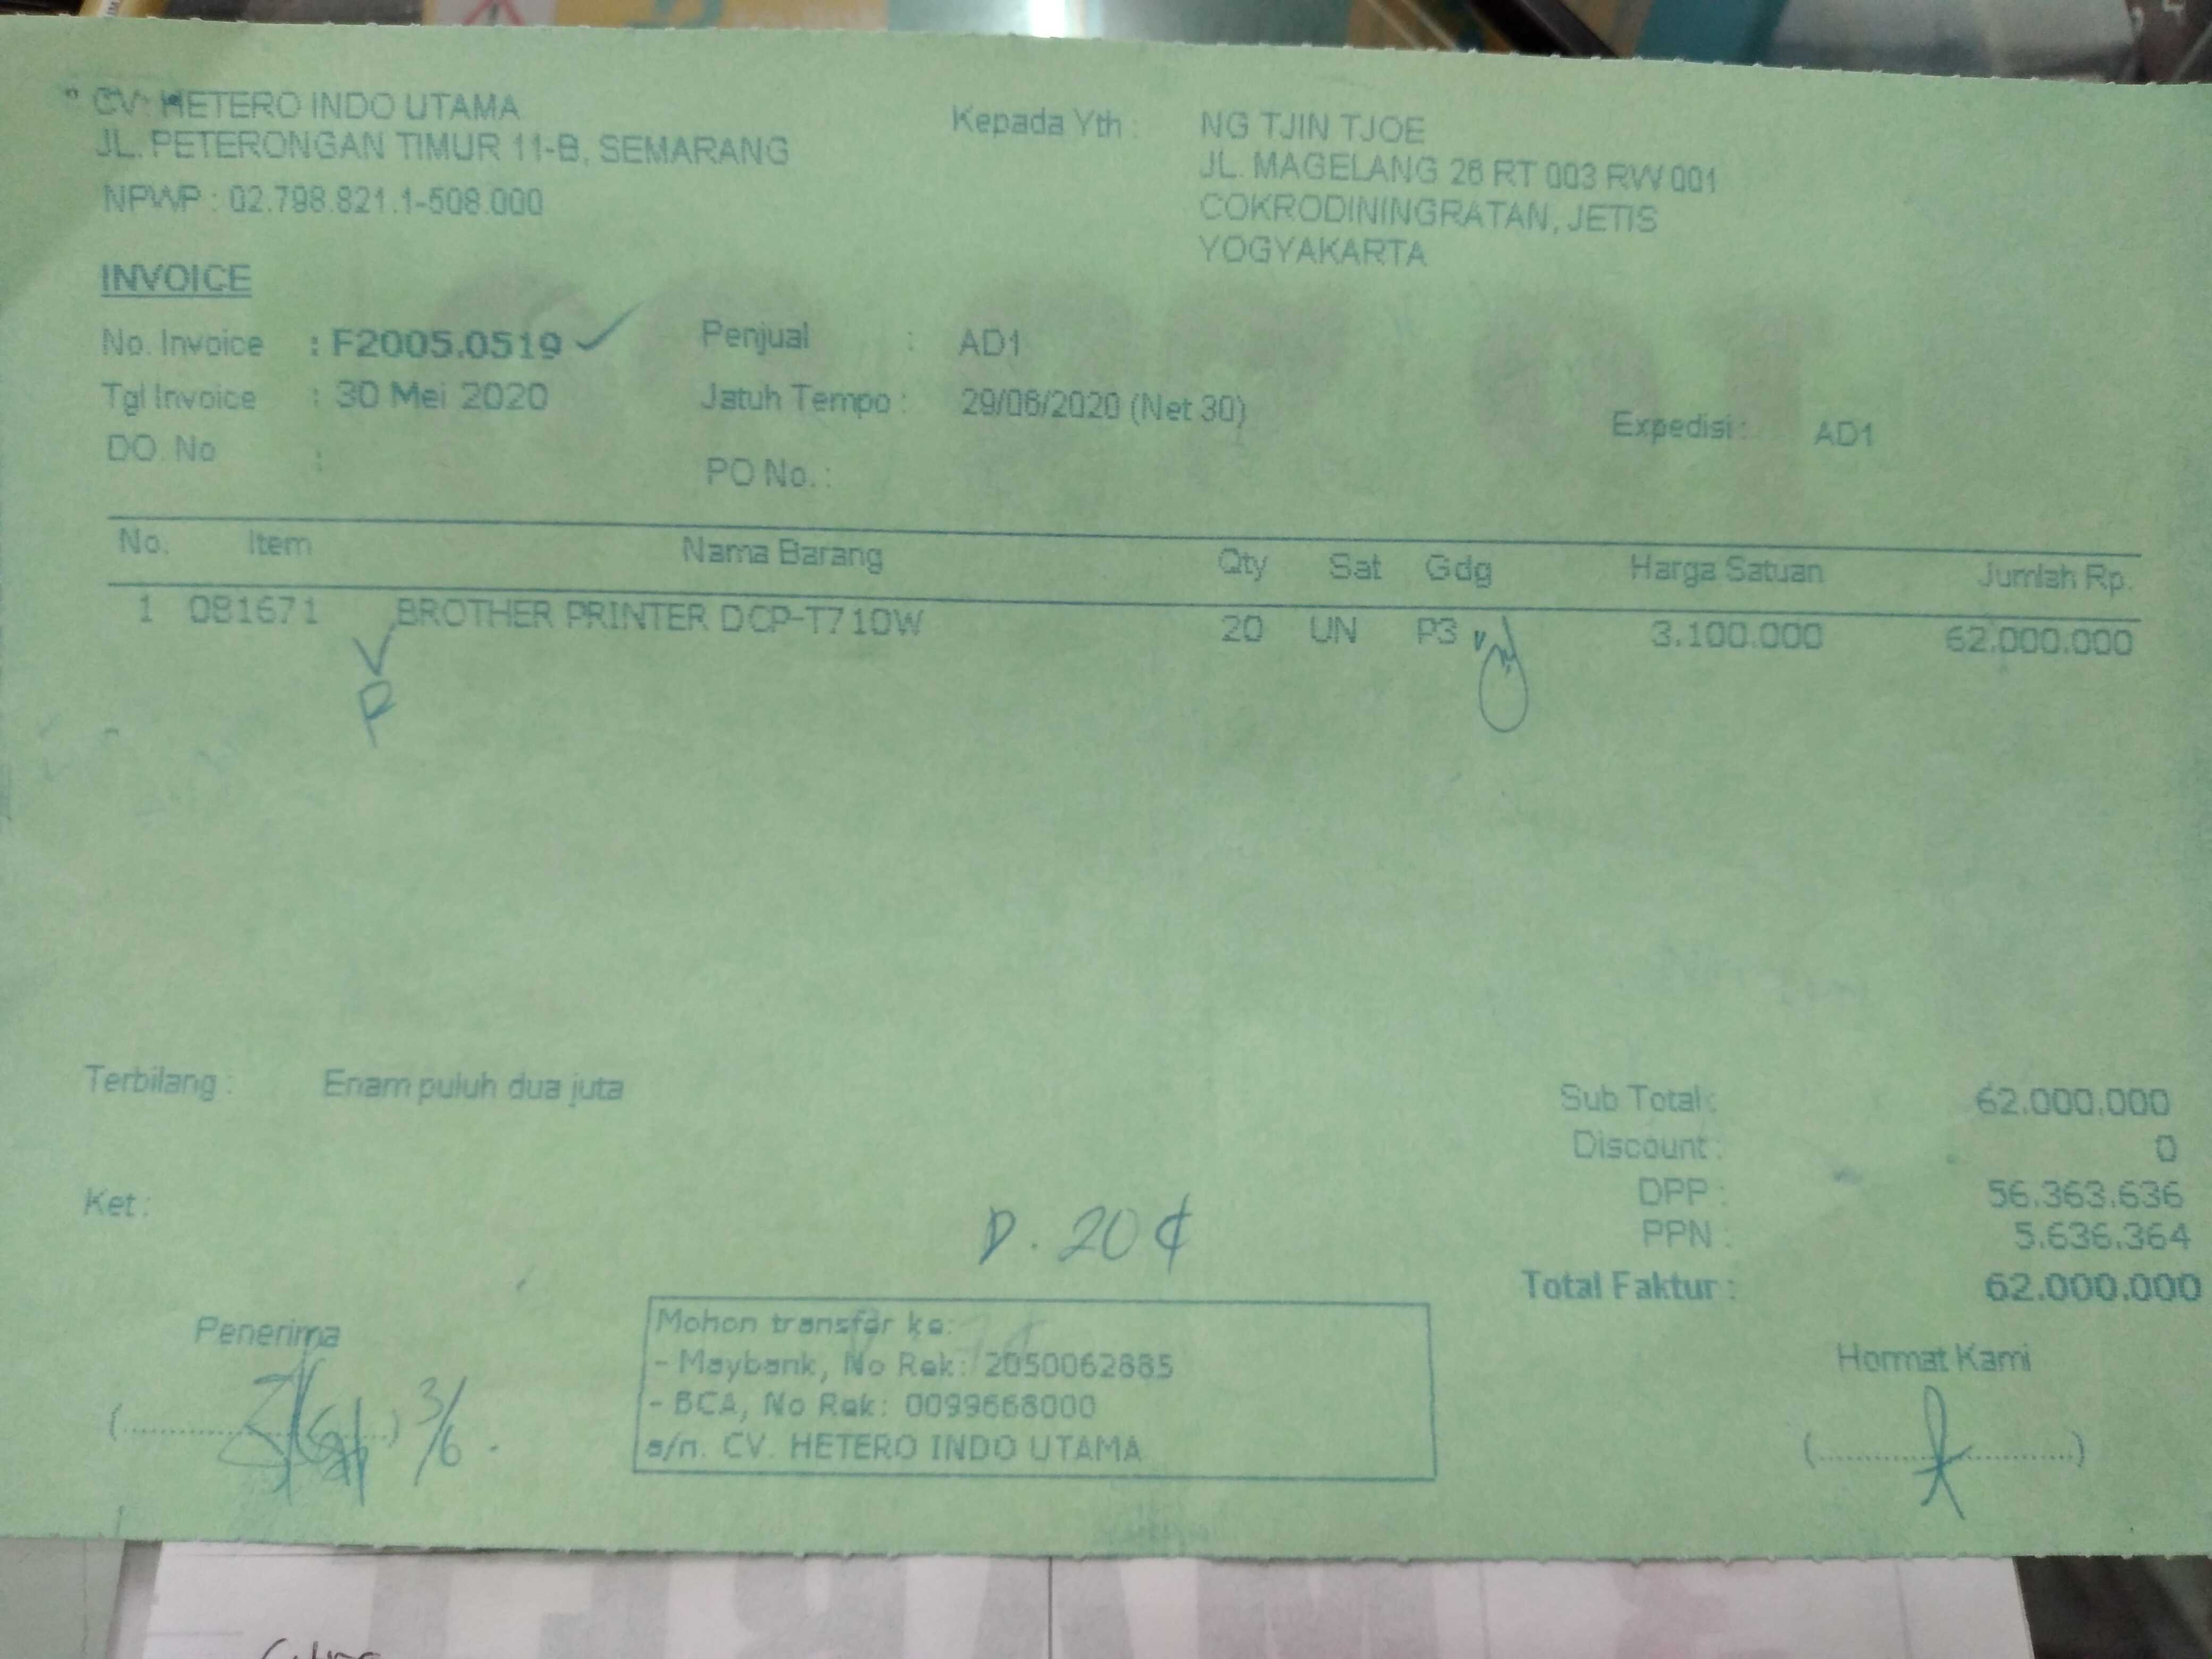 CV. HETERO INDO UTAMA
JL. PETERONGAN TIMUR 11-B, SEMARANG
NPWP : 02.798.821.1-508.000
Kepada Yth :
NG TJIN TJOE
JL. MAGELANG 26 RT 003 RW 001
COKRODININGRATAN, JETIS
YOGYAKARTA
INVOICE
No. Invoice : F2005.0519
Penjual : AD1
Tgl Invoice : 30 Mei 2020
Jatuh Tempo : 29/06/2020 (Net 30)
Expedisi : AD1
DO. No :
PO No. :
No. Item Nama Barang Qty Sat Gdg Harga Satuan Jumlah Rp.
1 081671 BROTHER PRINTER DCP-T710W 20 UN P3 3.100.000 62.000.000
Terbilang : Enam puluh dua juta
Sub Total : 62.000.000
Discount : 0
DPP : 56.363.636
PPN : 5.636.364
Total Faktur : 62.000.000
Ket :
Penerima
3/6
Mohon transfer ke:
- Maybank, No Rek: 2050062885
- BCA, No Rek: 0099668000
a/n. CV. HETERO INDO UTAMA
Hormat Kami